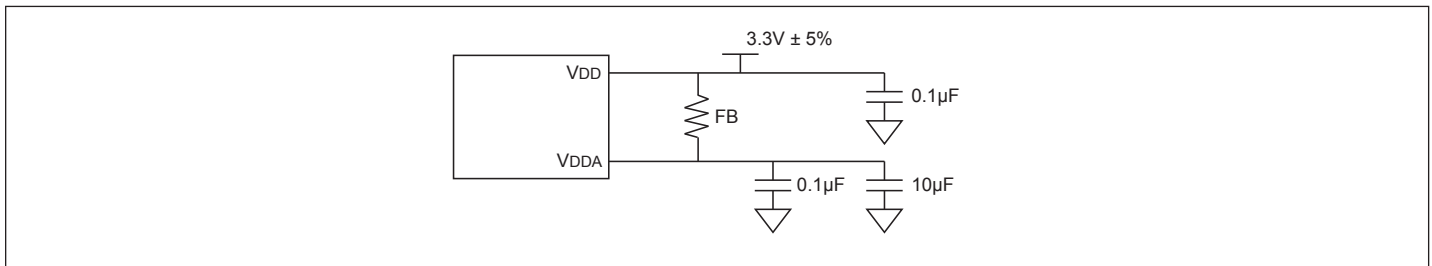 3.3V ± 5%
VDD
0.1µF
FB
VDDA
0.1µF
10µF